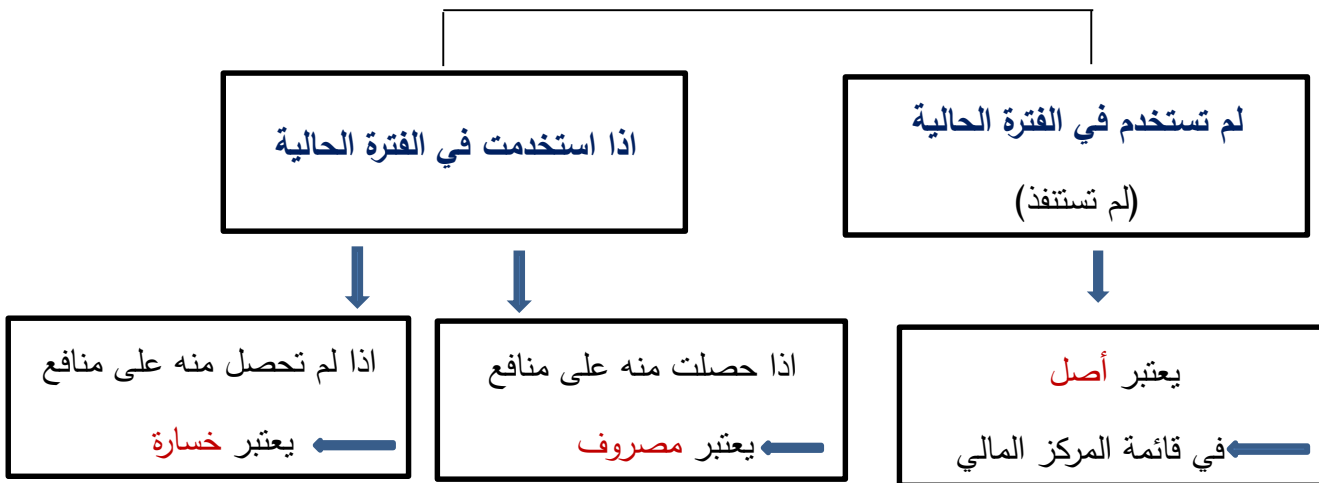 لم تستخدم في الفترة الحالية
(لم تستنفذ)
اذا استخدمت في الفترة الحالية
يعتبر أصل
في قائمة المركز المالي
اذا حصلت منه على منافع
يعتبر مصروف
اذا لم تحصل منه على منافع
يعتبر خسارة